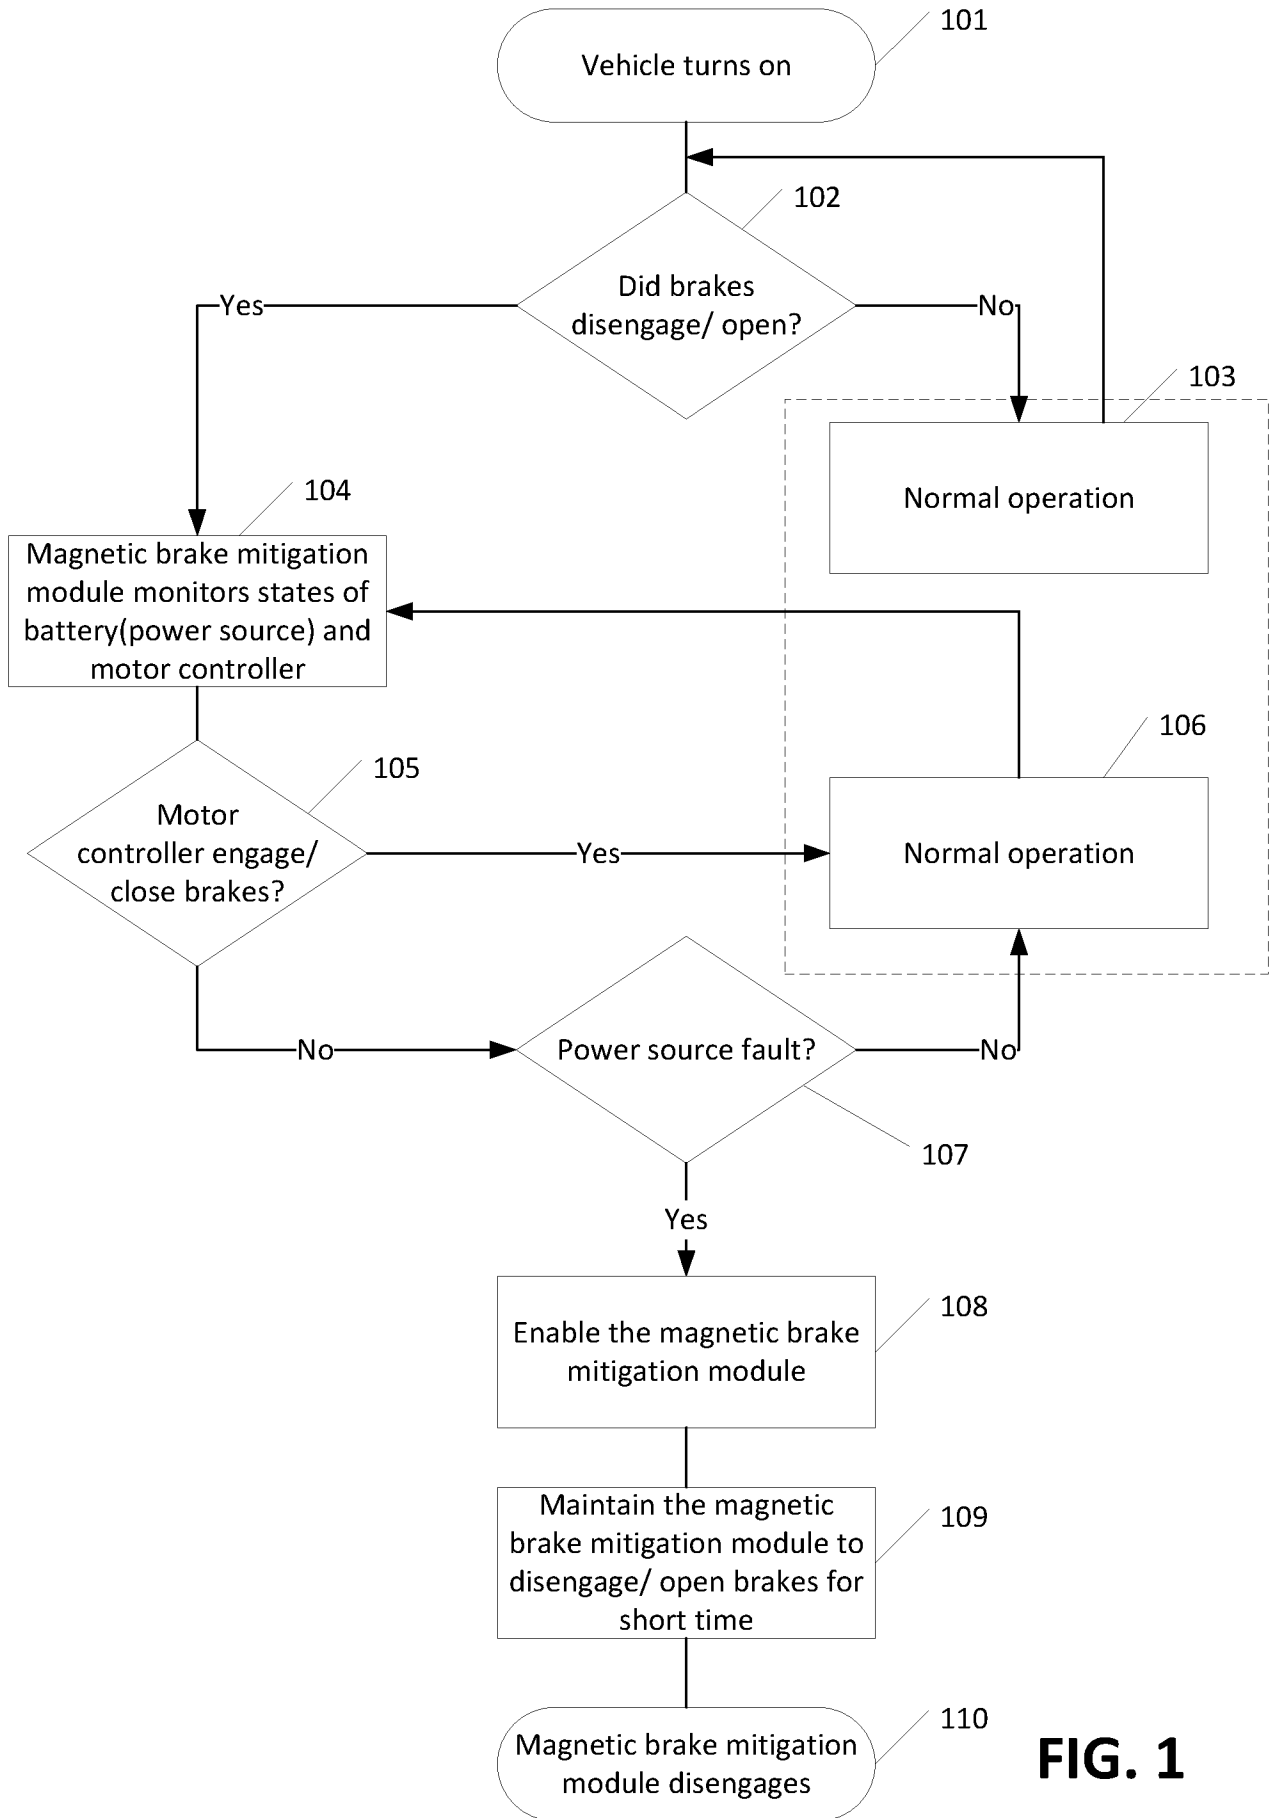 101
Vehicle turns on
102
Did brakes
disengage/ open?
Yes
No
103
Normal operation
104
Magnetic brake mitigation
module monitors states of
battery(power source) and
motor controller
106
105
Motor
controller engage/
close brakes?
Yes
Normal operation
No
Power source fault?
No
107
Yes
108
Enable the magnetic brake
mitigation module
109
Maintain the magnetic
brake mitigation module to
disengage/ open brakes for
short time
110
Magnetic brake mitigation
module disengages
FIG. 1